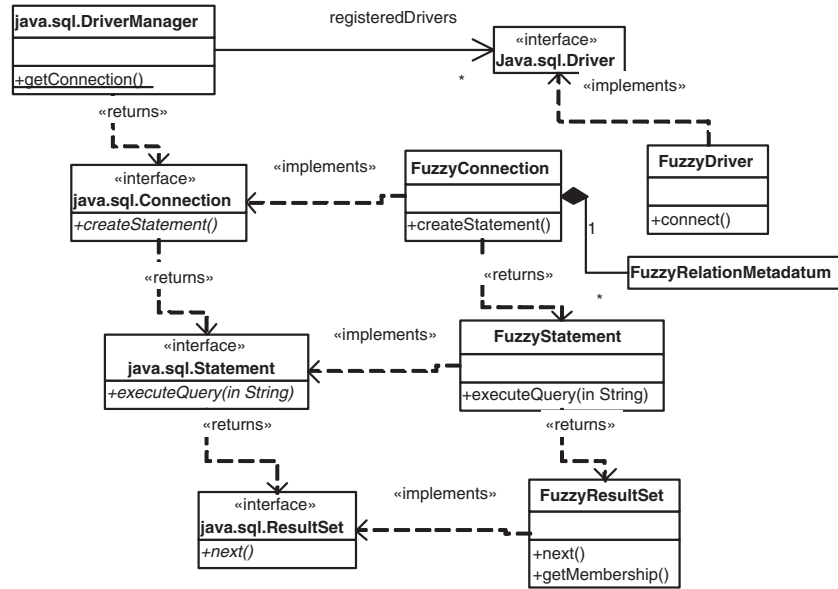 java.sql.DriverManager
+getConnection()
registeredDrivers
*
«interface»
Java.sql.Driver
«implements»
«returns»
FuzzyDriver
+connect()
«interface»
java.sql.Connection
+createStatement()
«implements»
FuzzyConnection
+createStatement()
1
FuzzyRelationMetadatum
*
«returns»
«returns»
«interface»
java.sql.Statement
+executeQuery(in String)
«implements»
FuzzyStatement
+executeQuery(in String)
«returns»
«returns»
«interface»
java.sql.ResultSet
+next()
«implements»
FuzzyResultSet
+next()
+getMembership()